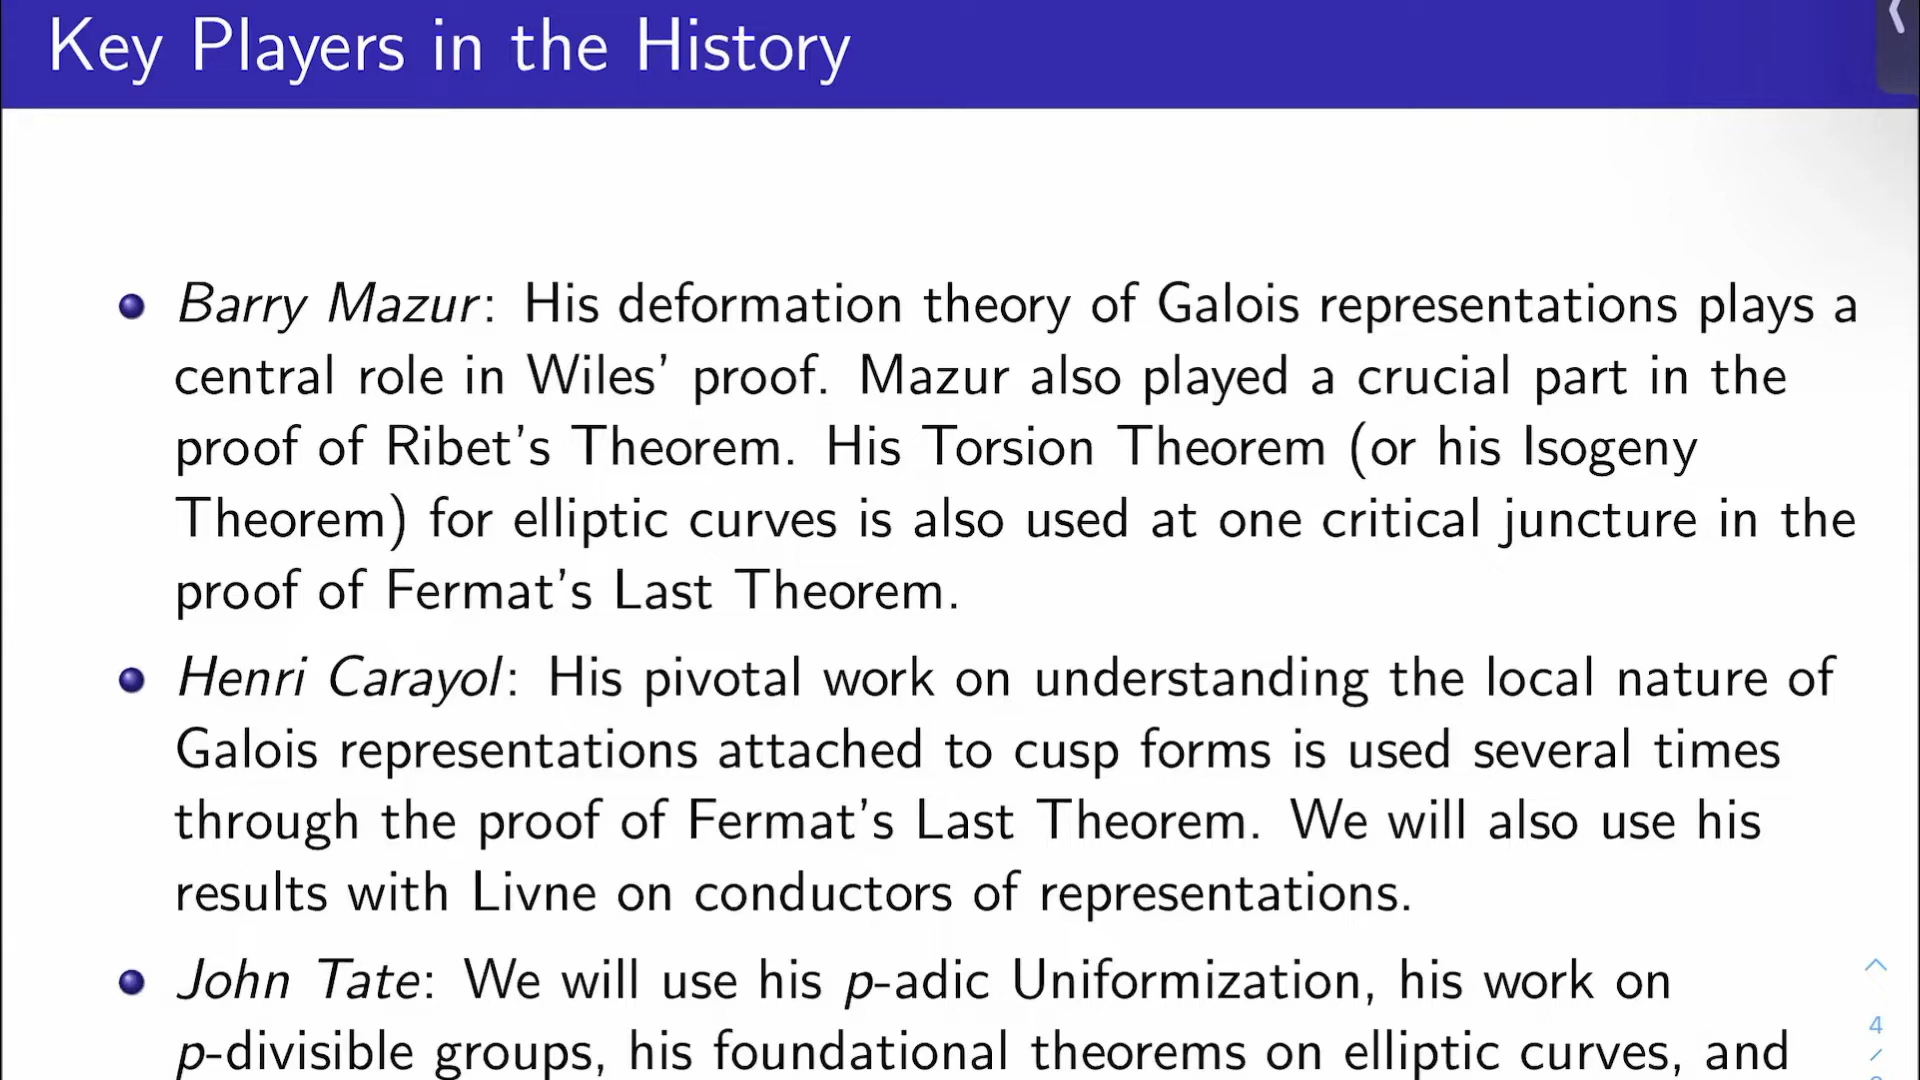 Key Players in the History
Barry Mazur: His deformation theory of Galois representations plays a
central role in Wiles’ proof. Mazur also played a crucial part in the
proof of Ribet’s Theorem. His Torsion Theorem (or his Isogeny
Theorem) for elliptic curves is also used at one critical juncture in the
proof of Fermat’s Last Theorem.
Henri Carayol: His pivotal work on understanding the local nature of
Galois representations attached to cusp forms is used several times
through the proof of Fermat’s Last Theorem. We will also use his
results with Livne on conductors of representations.
John Tate: We will use his p-adic Uniformization, his work on
p-divisible groups, his foundational theorems on elliptic curves, and
4
/